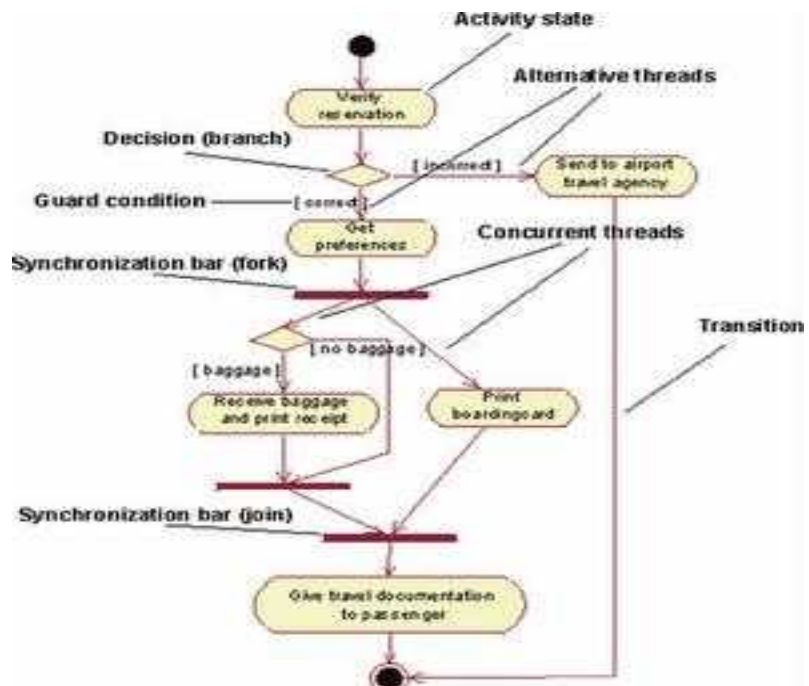 Activity state
Alternative threads
Verify
reservation
Decision (branch)
[ incorrect ]
Send to airport
travel agency
Guard condition
[ correct ]
Get
preferences
Concurrent threads
Synchronization bar (fork)
[ no baggage ]
Transition
[ baggage ]
Receive baggage
and print receipt
Print
boardingcard
Synchronization bar (join)
Give travel documentation
to passenger